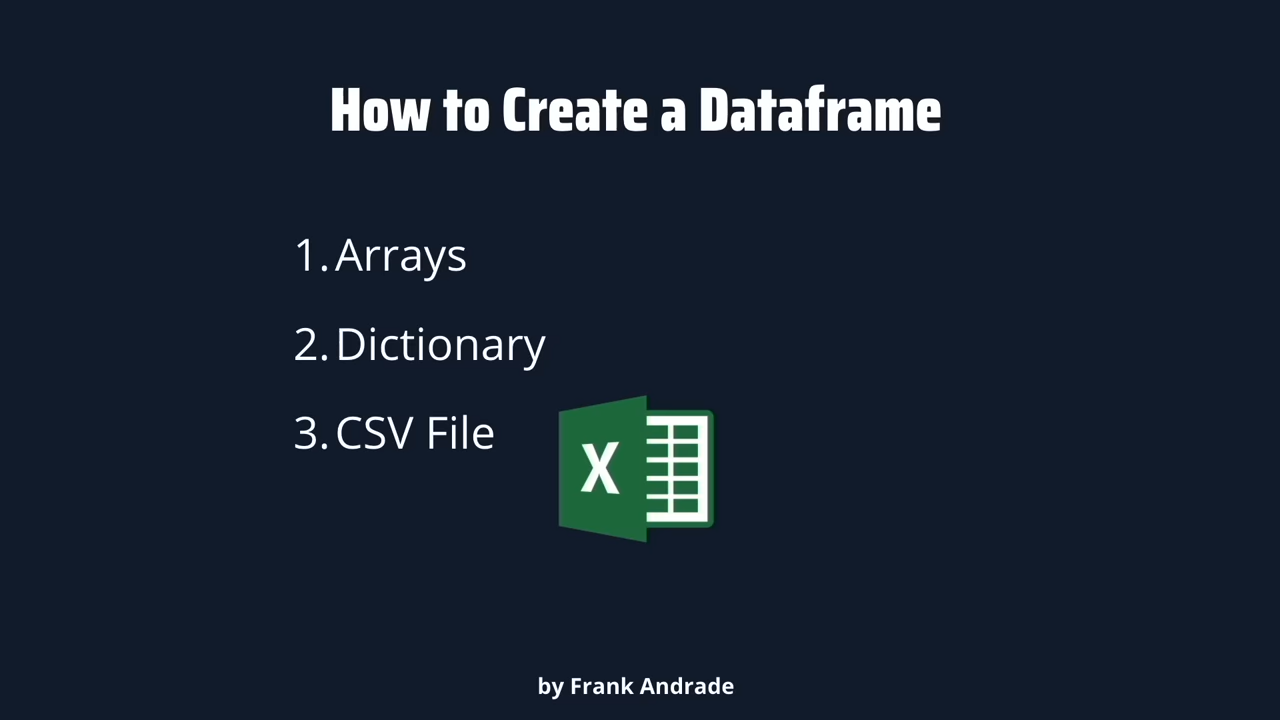 How to Create a Dataframe
1. Arrays
2. Dictionary
3. CSV File
X
by Frank Andrade